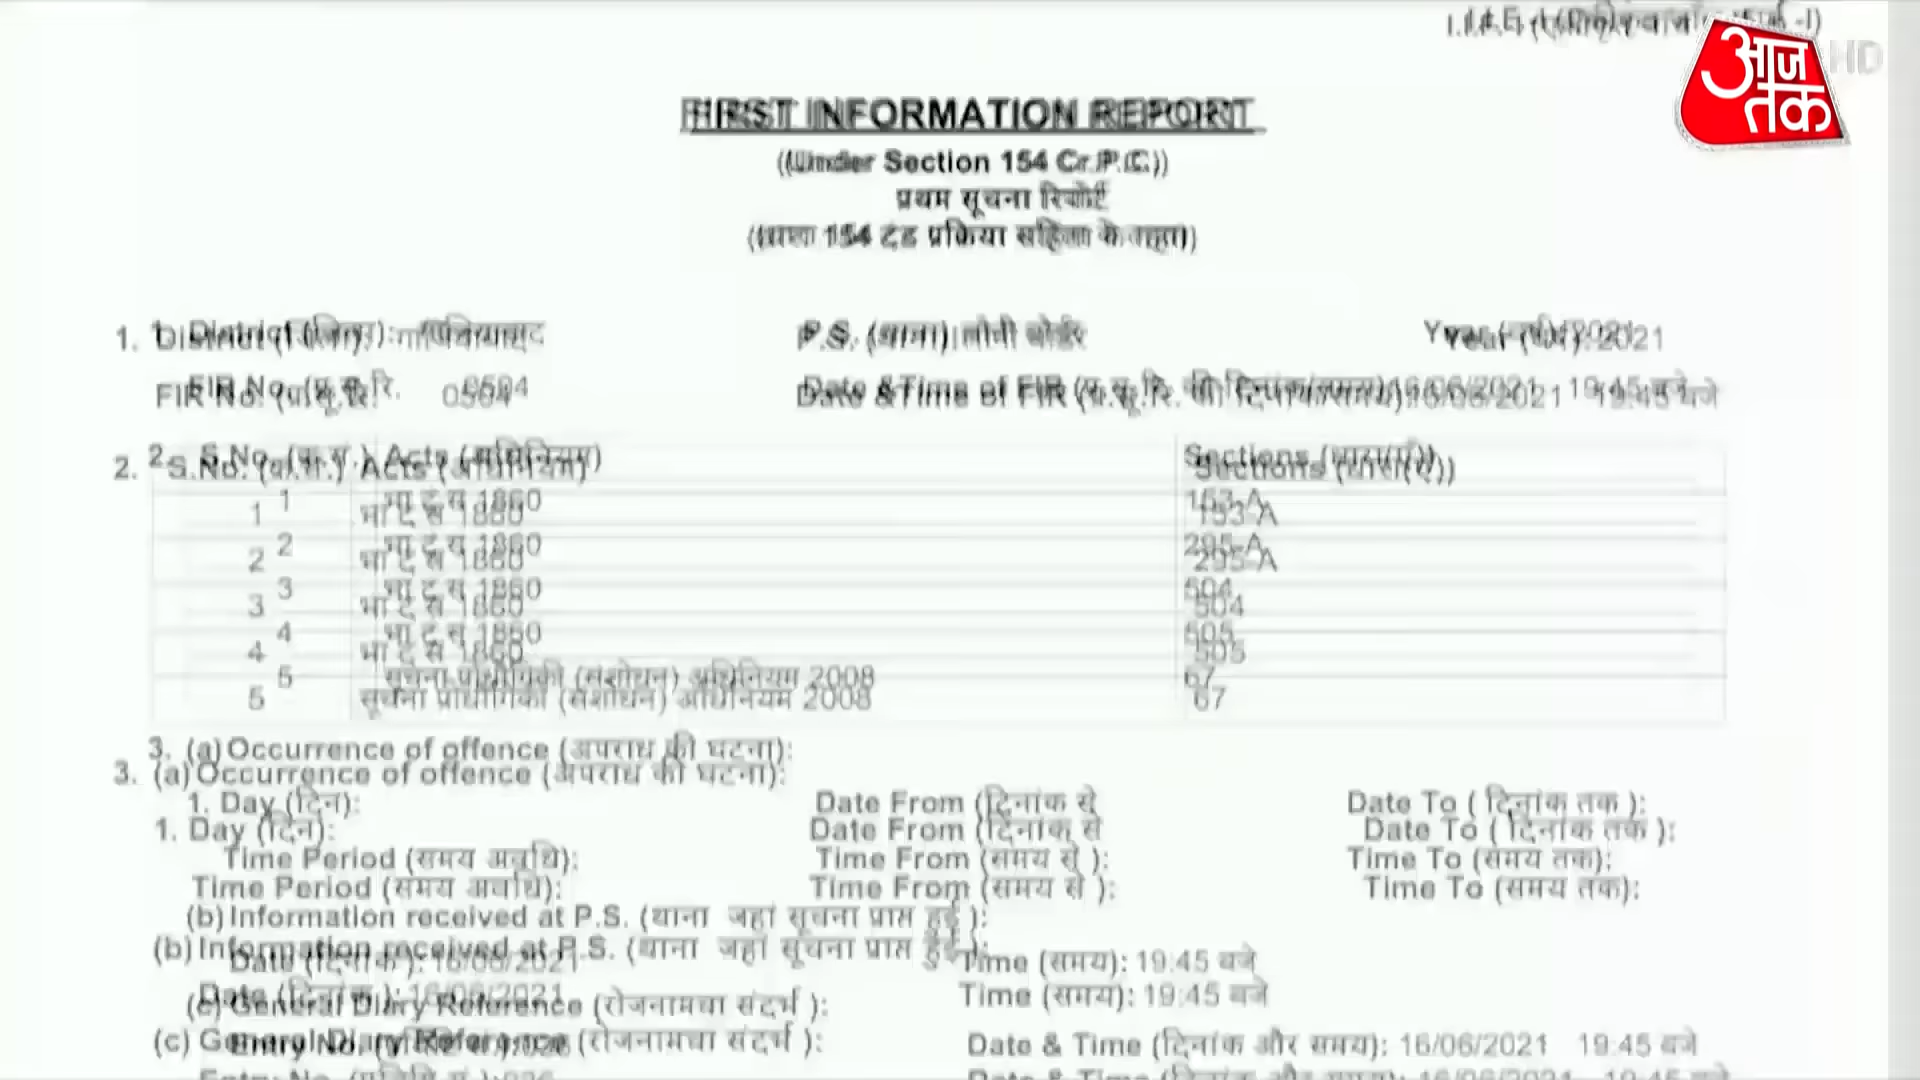 आज तक
HD
FIRST INFORMATION REPORT
(Under Section 154 Cr.P.C.)
प्रथम सूचना रिपोर्ट
(धारा 154 दंड प्रक्रिया संहिता के तहत)
1. District (जिला): गाजियाबाद P.S. (थाना): लोनी बोर्डर Year (वर्ष): 2021
FIR No. (प्र.सू.रि. 0504 Date &Time of FIR (प्र.सू.रि. की दिनांक/समय): 16/06/2021 19:45 बजे
2. S.No. (क्र.सं.) Acts (अधिनियम) Sections (धारा(एँ))
1 भा दं सं 1860 153-A
2 भा दं सं 1860 295-A
3 भा दं सं 1860 504
4 भा दं सं 1860 505
5 सूचना प्रौद्योगिकी (संशोधन) अधिनियम 2008 67
3. (a) Occurrence of offence (अपराध की घटना):
1. Day (दिन): Date From (दिनांक से Date To ( दिनांक तक ):
Time Period (समय अवधि): Time From (समय से ): Time To (समय तक):
(b) Information received at P.S. (थाना जहां सूचना प्राप्त हुई ):
Date (दिनांक ): 16/06/2021 Time (समय): 19:45 बजे
(c) General Diary Reference (रोजनामचा संदर्भ ):
Entry No. Date & Time (दिनांक और समय): 16/06/2021 19:45 बजे